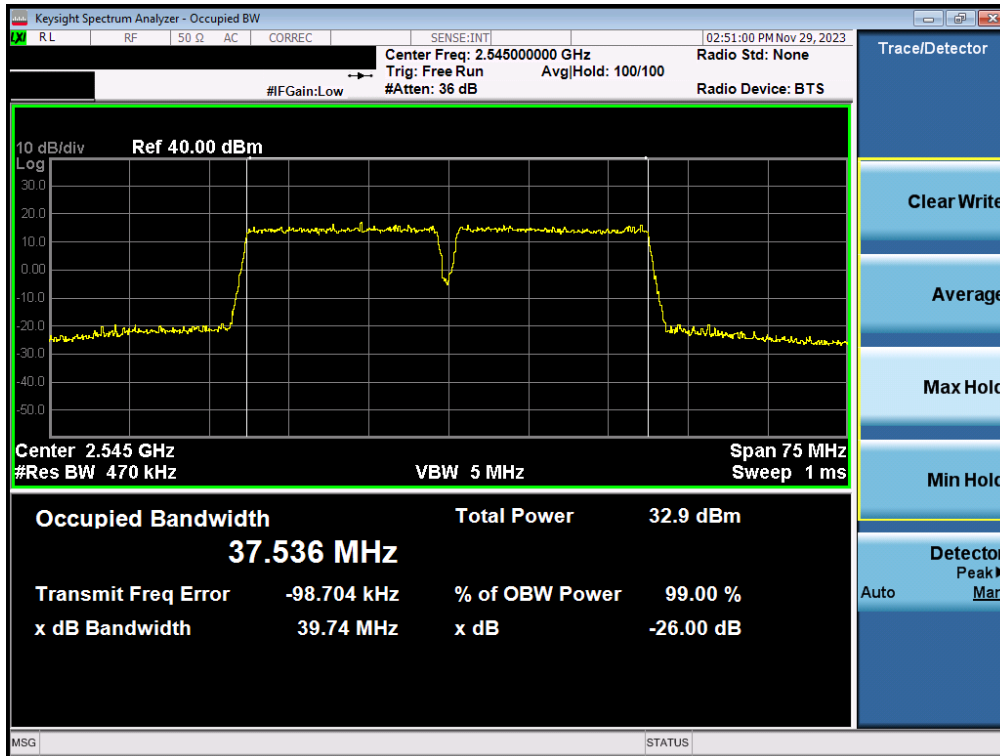 Keysight Spectrum Analyzer - Occupied BW
LXI RL RF 50 Ω AC CORREC SENSE:INT 02:51:00 PM Nov 29, 2023
Center Freq: 2.545000000 GHz Radio Std: None
Trig: Free Run Avg|Hold: 100/100
#IFGain:Low #Atten: 36 dB Radio Device: BTS
10 dB/div Ref 40.00 dBm
Log
30.0
20.0
10.0
0.00
-10.0
-20.0
-30.0
-40.0
-50.0
Center 2.545 GHz Span 75 MHz
#Res BW 470 kHz VBW 5 MHz Sweep 1 ms
Occupied Bandwidth Total Power 32.9 dBm
37.536 MHz
Transmit Freq Error -98.704 kHz % of OBW Power 99.00 %
x dB Bandwidth 39.74 MHz x dB -26.00 dB
MSG STATUS
Trace/Detector
Clear Write
Average
Max Hold
Min Hold
Detector
Peak
Auto Man